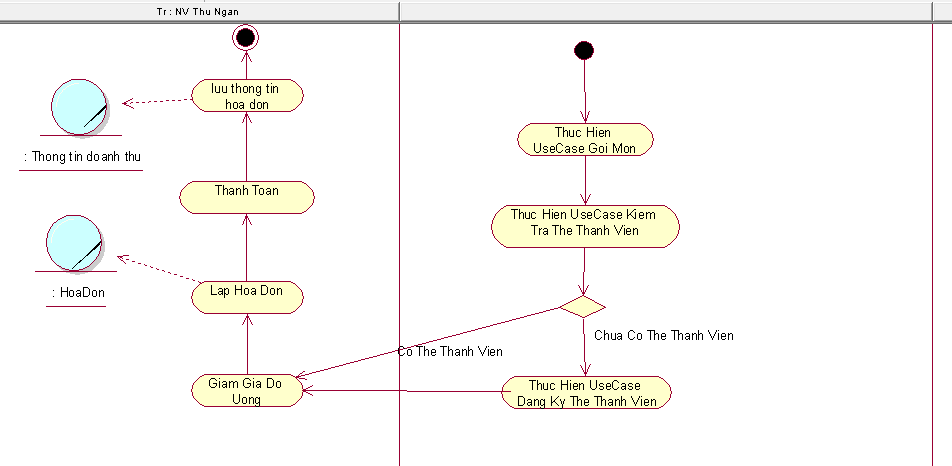 Tr : NV Thu Ngan
luu thong tin
hoa don
: Thong tin doanh thu
Thanh Toan
Lap Hoa Don
: HoaDon
Giam Gia Do
Uong
Thuc Hien
UseCase Goi Mon
Thuc Hien UseCase Kiem
Tra The Thanh Vien
Chua Co The Thanh Vien
Co The Thanh Vien
Thuc Hien UseCase
Dang Ky The Thanh Vien